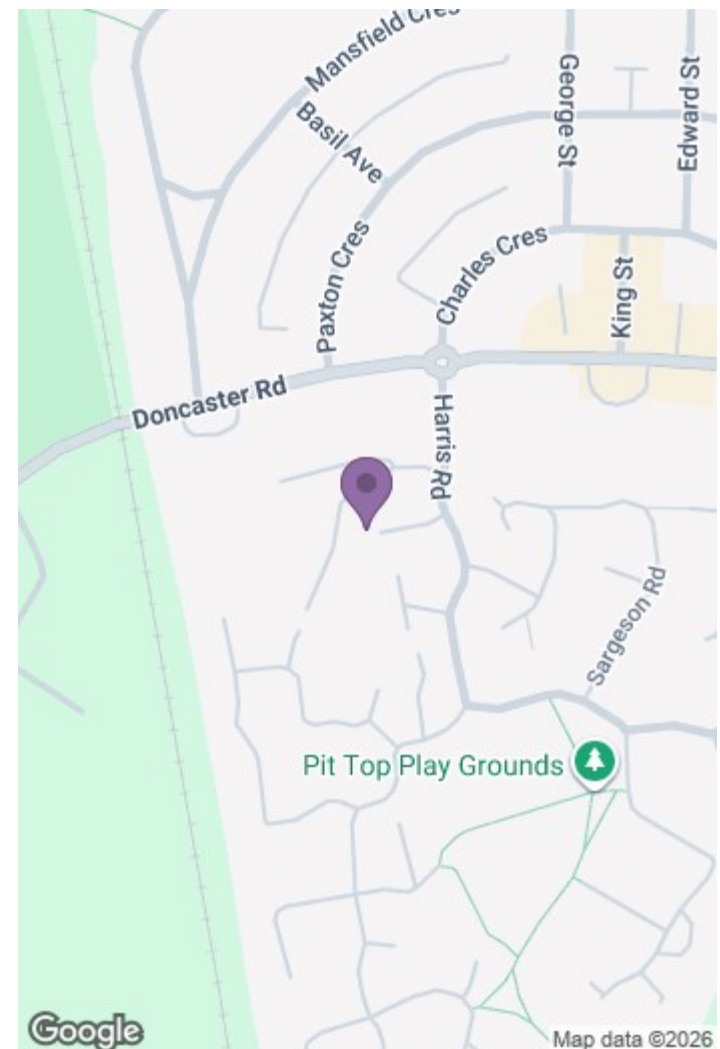 Mansfield Cres
Basil Ave
George St
Edward St
Paxton Cres
Charles Cres
King St
Doncaster Rd
Harris Rd
Sargeson Rd
Pit Top Play Grounds
Google
Map data ©2026